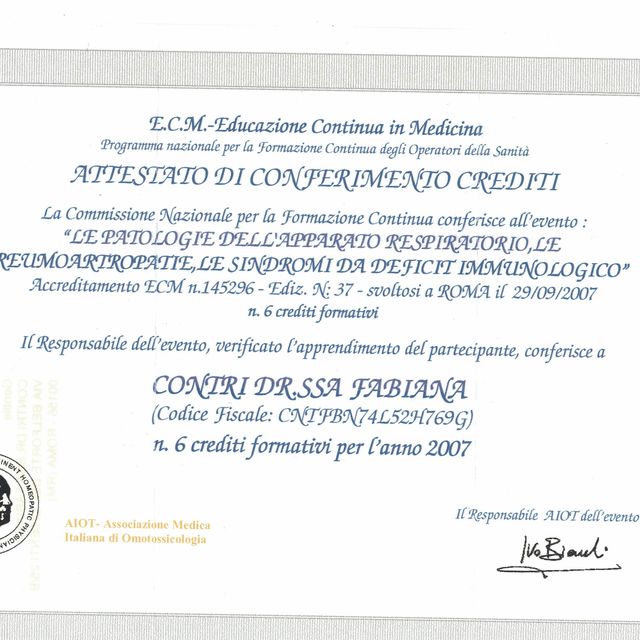 E.C.M.-Educazione Continua in Medicina
Programma nazionale per la Formazione Continua degli Operatori della Sanità
ATTESTATO DI CONFERIMENTO CREDITI
La Commissione Nazionale per la Formazione Continua conferisce all'evento :
"LE PATOLOGIE DELL'APPARATO RESPIRATORIO,LE
REUMOARTROPATIE,LE SINDROMI DA DEFICIT IMMUNOLOGICO"
Accreditamento ECM n.145296 - Ediz. N: 37 - svoltosi a ROMA il 29/09/2007
n. 6 crediti formativi
Il Responsabile dell'evento, verificato l'apprendimento del partecipante, conferisce a
CONTRI DR.SSA FABIANA
(Codice Fiscale: CNTFBN74L52H769G)
n. 6 crediti formativi per l'anno 2007
HOMEOPATIC
AIOT- Associazione Medica
Italiana di Omotossicologia
Il Responsabile AIOT dell'evento